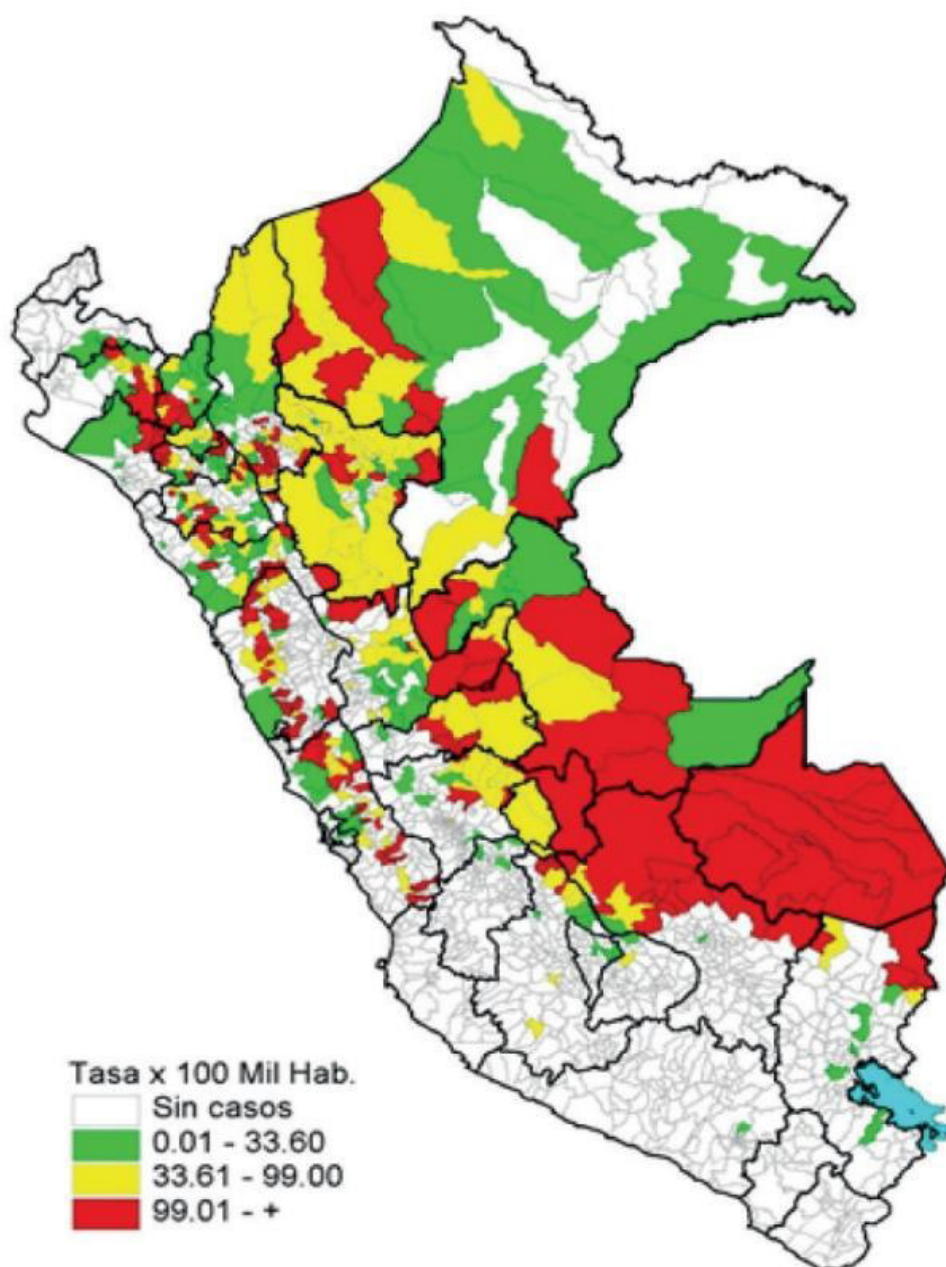 Tasa x 100 Mil Hab.
Sin casos
0.01 - 33.60
33.61 - 99.00
99.01 - +